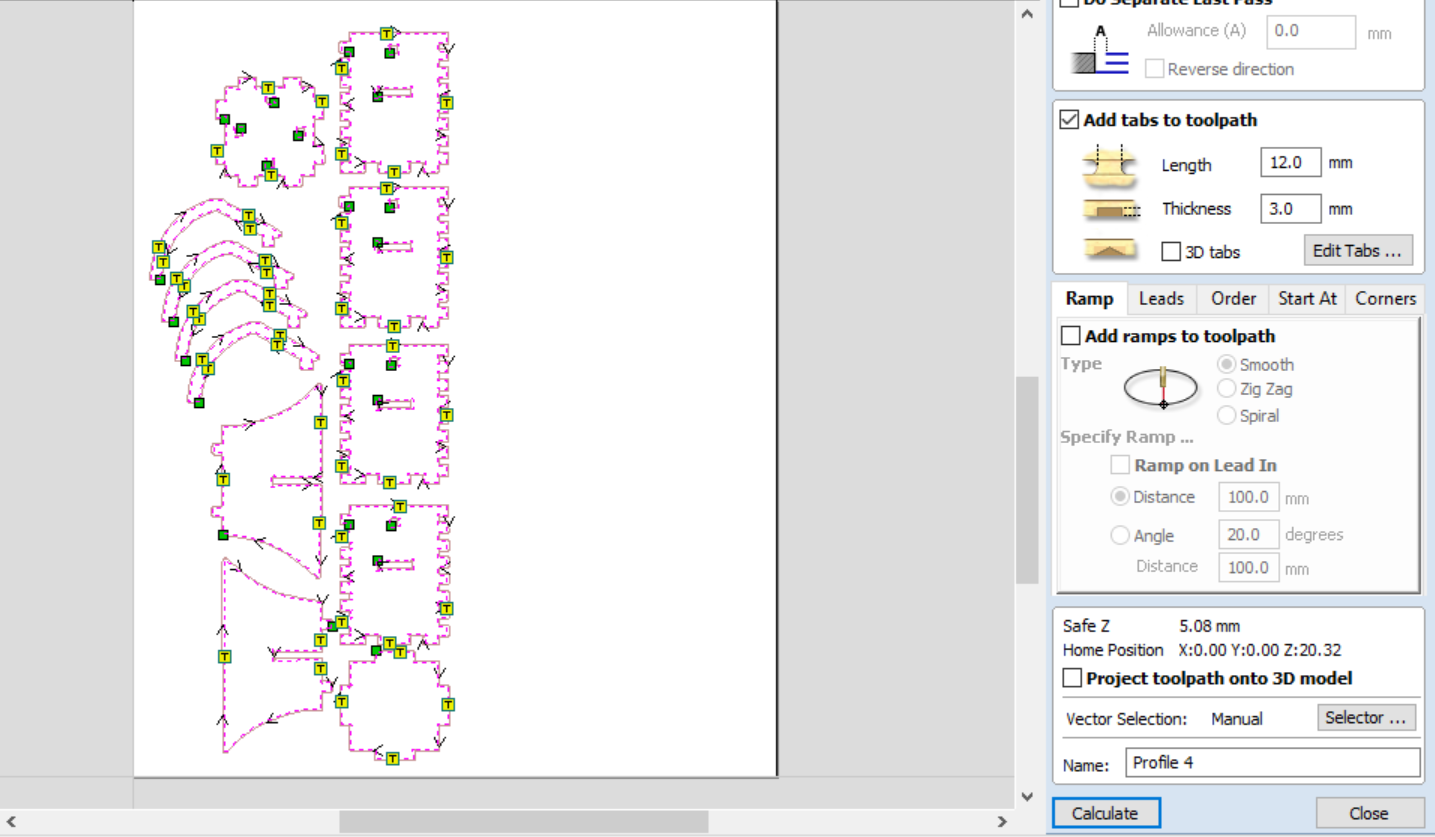 Do Separate Last Pass
A
Allowance (A) 0.0 mm
Reverse direction
Add tabs to toolpath
Length 12.0 mm
Thickness 3.0 mm
3D tabs Edit Tabs ...
Ramp Leads Order Start At Corners
Add ramps to toolpath
Type Smooth
Zig Zag
Spiral
Specify Ramp ...
Ramp on Lead In
Distance 100.0 mm
Angle 20.0 degrees
Distance 100.0 mm
Safe Z 5.08 mm
Home Position X:0.00 Y:0.00 Z:20.32
Project toolpath onto 3D model
Vector Selection: Manual Selector ...
Name: Profile 4
Calculate Close